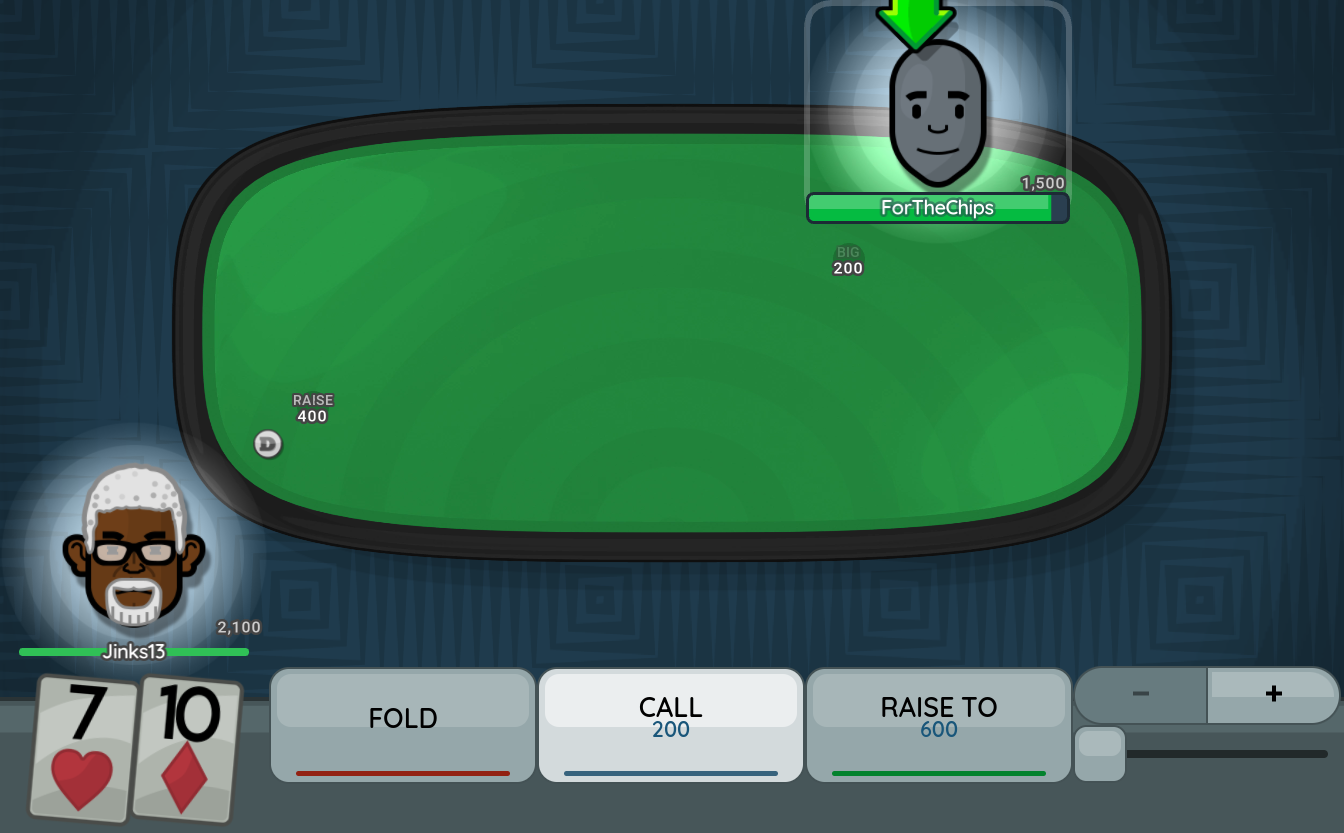 1,500
ForTheChips
BIG
200
RAISE
400
D
2,100
Jinks13
7
10
FOLD
CALL
200
RAISE TO
600
−
+